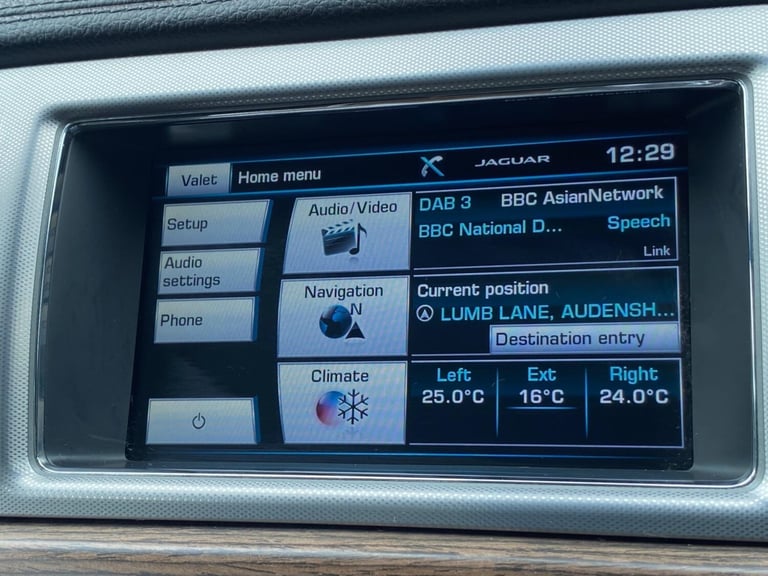 Valet
Home menu
JAGUAR
12:29
Setup
Audio
settings
Phone
Audio/Video
Navigation
N
Climate
DAB 3
BBC AsianNetwork
BBC National D...
Speech
Link
Current position
LUMB LANE, AUDENSH...
Destination entry
Left
Ext
Right
25.0°C
16°C
24.0°C